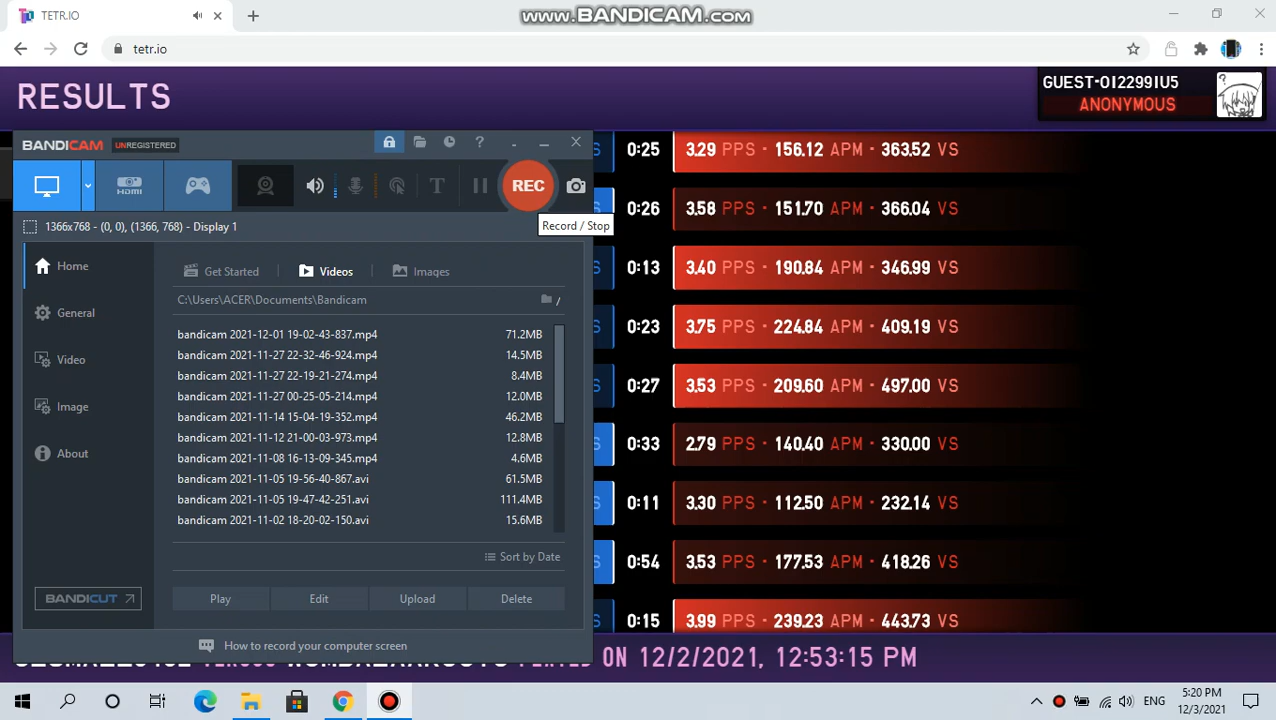 TETR.IO
WWW.BANDICAM.COM
tetr.io
RESULTS
GUEST-OI2299IU5
ANONYMOUS
BANDICAM UNREGISTERED
HDMI
REC
Record / Stop
1366x768 - (0, 0), (1366, 768) - Display 1
Home
General
Video
Image
About
BANDICUT
Get Started
Videos
Images
C:\Users\ACER\Documents\Bandicam
bandicam 2021-12-01 19-02-43-837.mp4 71.2MB
bandicam 2021-11-27 22-32-46-924.mp4 14.5MB
bandicam 2021-11-27 22-19-21-274.mp4 8.4MB
bandicam 2021-11-27 00-25-05-214.mp4 12.0MB
bandicam 2021-11-14 15-04-19-352.mp4 46.2MB
bandicam 2021-11-12 21-00-03-973.mp4 12.8MB
bandicam 2021-11-08 16-13-09-345.mp4 4.6MB
bandicam 2021-11-05 19-56-40-867.avi 61.5MB
bandicam 2021-11-05 19-47-42-251.avi 111.4MB
bandicam 2021-11-02 18-20-02-150.avi 15.6MB
Sort by Date
Play Edit Upload Delete
How to record your computer screen
S 0:25 3.29 PPS · 156.12 APM · 363.52 VS
S 0:26 3.58 PPS · 151.70 APM · 366.04 VS
S 0:13 3.40 PPS · 190.84 APM · 346.99 VS
S 0:23 3.75 PPS · 224.84 APM · 409.19 VS
S 0:27 3.53 PPS · 209.60 APM · 497.00 VS
S 0:33 2.79 PPS · 140.40 APM · 330.00 VS
S 0:11 3.30 PPS · 112.50 APM · 232.14 VS
S 0:54 3.53 PPS · 177.53 APM · 418.26 VS
S 0:15 3.99 PPS · 239.23 APM · 443.73 VS
ON 12/2/2021, 12:53:15 PM
ENG
5:20 PM
12/3/2021